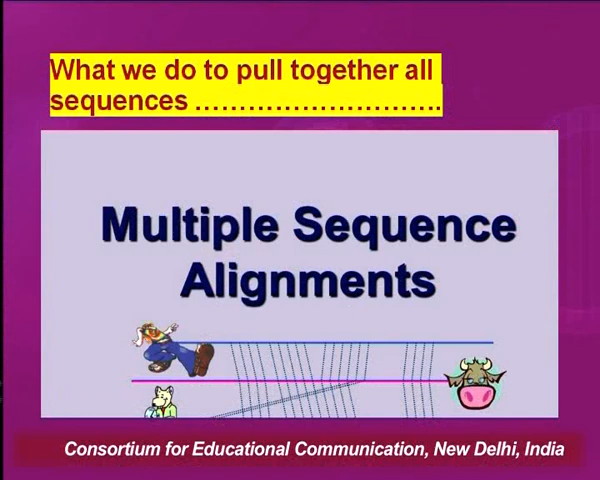 What we do to pull together all
sequences ………………………..
Multiple Sequence
Alignments
Consortium for Educational Communication, New Delhi, India